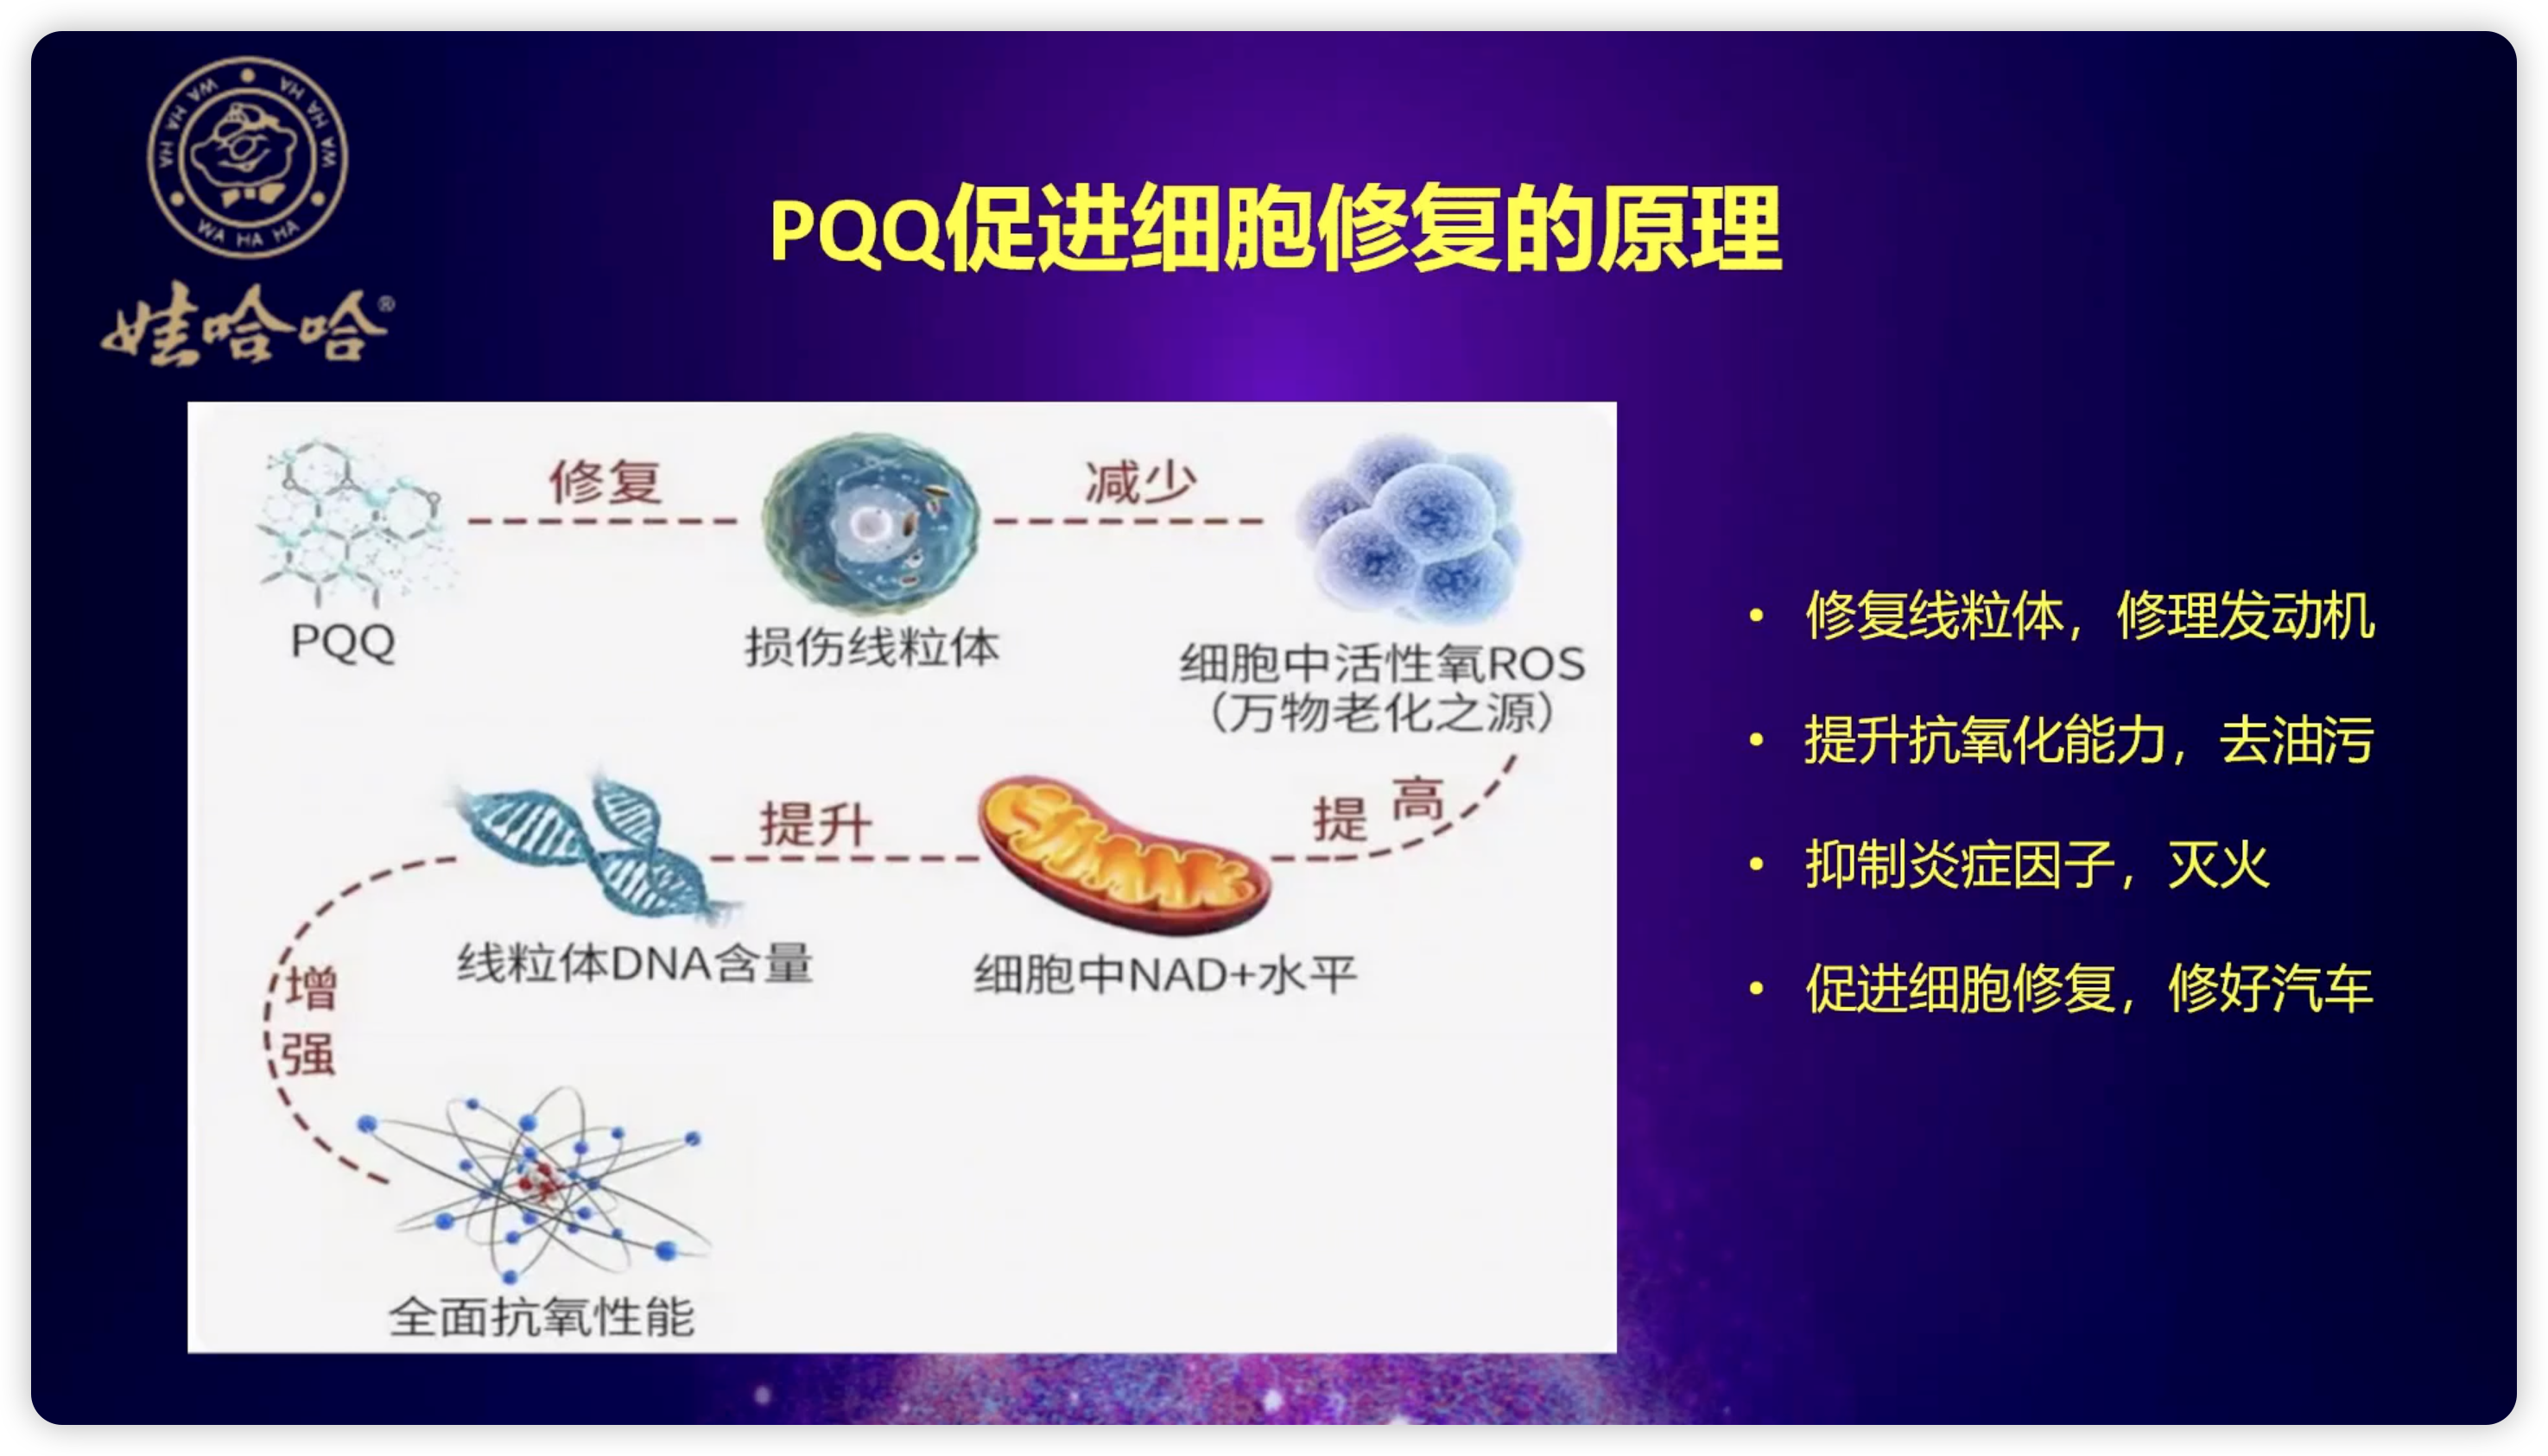 WA HA HA WA HA HA WA HA HA
娃哈哈®
PQQ促进细胞修复的原理
修复
减少
PQQ
损伤线粒体
细胞中活性氧ROS
（万物老化之源）
提高
提升
细胞中NAD+水平
线粒体DNA含量
增强
全面抗氧性能
• 修复线粒体，修理发动机
• 提升抗氧化能力，去油污
• 抑制炎症因子，灭火
• 促进细胞修复，修好汽车